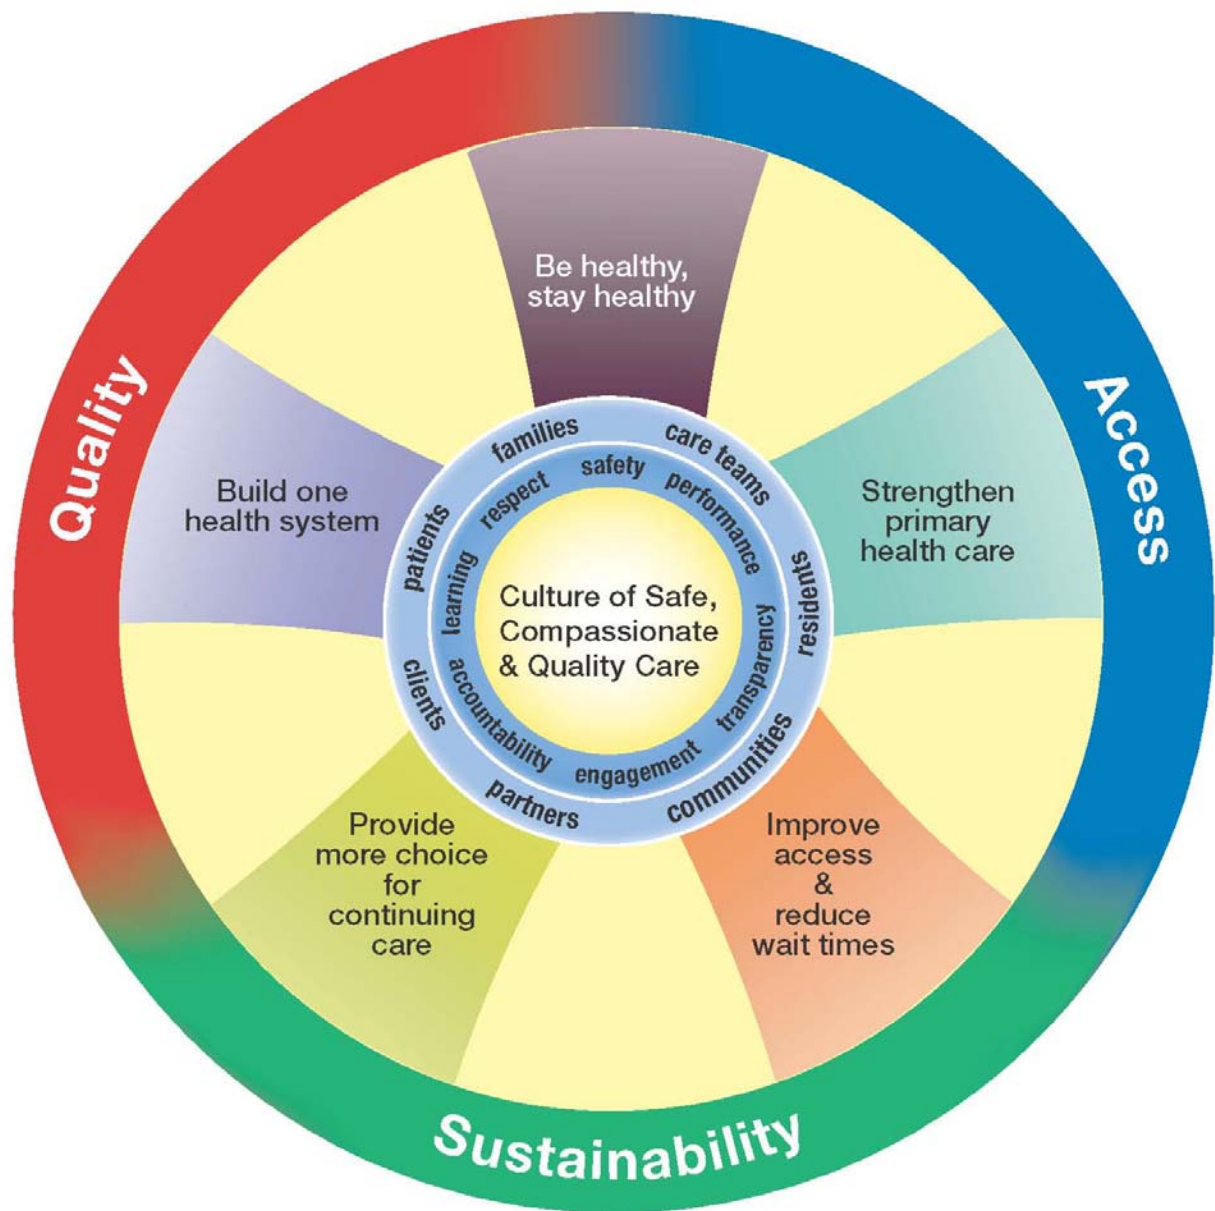 Quality
Access
Sustainability
Be healthy,
stay healthy
Strengthen
primary
health care
Improve
access
&
reduce
wait times
Provide
more choice
for
continuing
care
Build one
health system
families
care teams
residents
communities
partners
clients
patients
safety
performance
transparency
engagement
accountability
learning
respect
Culture of Safe,
Compassionate
& Quality Care